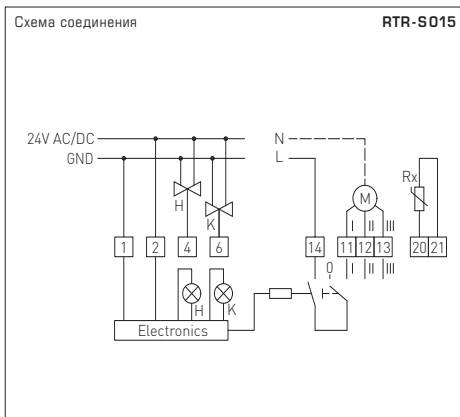 Схема соединения RTR-S015
24V AC/DC
GND
N
L
H
K
M
I II III
Rx
1 2 4 6 14 11 12 13 20 21
0 I II III
H K
Electronics